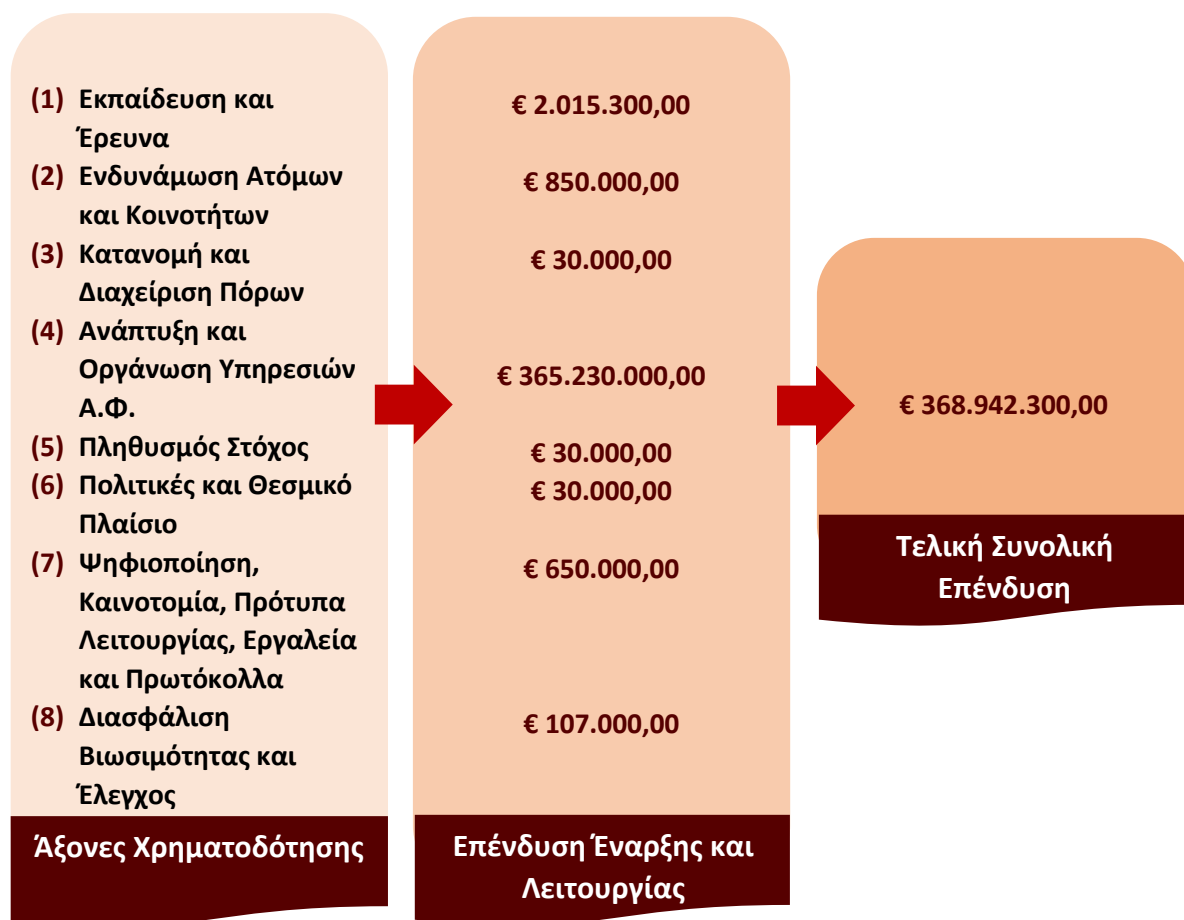 (1) Εκπαίδευση και
Έρευνα
(2) Ενδυνάμωση Ατόμων
και Κοινοτήτων
(3) Κατανομή και
Διαχείριση Πόρων
(4) Ανάπτυξη και
Οργάνωση Υπηρεσιών
Α.Φ.
(5) Πληθυσμός Στόχος
(6) Πολιτικές και Θεσμικό
Πλαίσιο
(7) Ψηφιοποίηση,
Καινοτομία, Πρότυπα
Λειτουργίας, Εργαλεία
και Πρωτόκολλα
(8) Διασφάλιση
Βιωσιμότητας και
Έλεγχος
Άξονες Χρηματοδότησης
€ 2.015.300,00
€ 850.000,00
€ 30.000,00
€ 365.230.000,00
€ 30.000,00
€ 30.000,00
€ 650.000,00
€ 107.000,00
Επένδυση Έναρξης και
Λειτουργίας
€ 368.942.300,00
Τελική Συνολική
Επένδυση